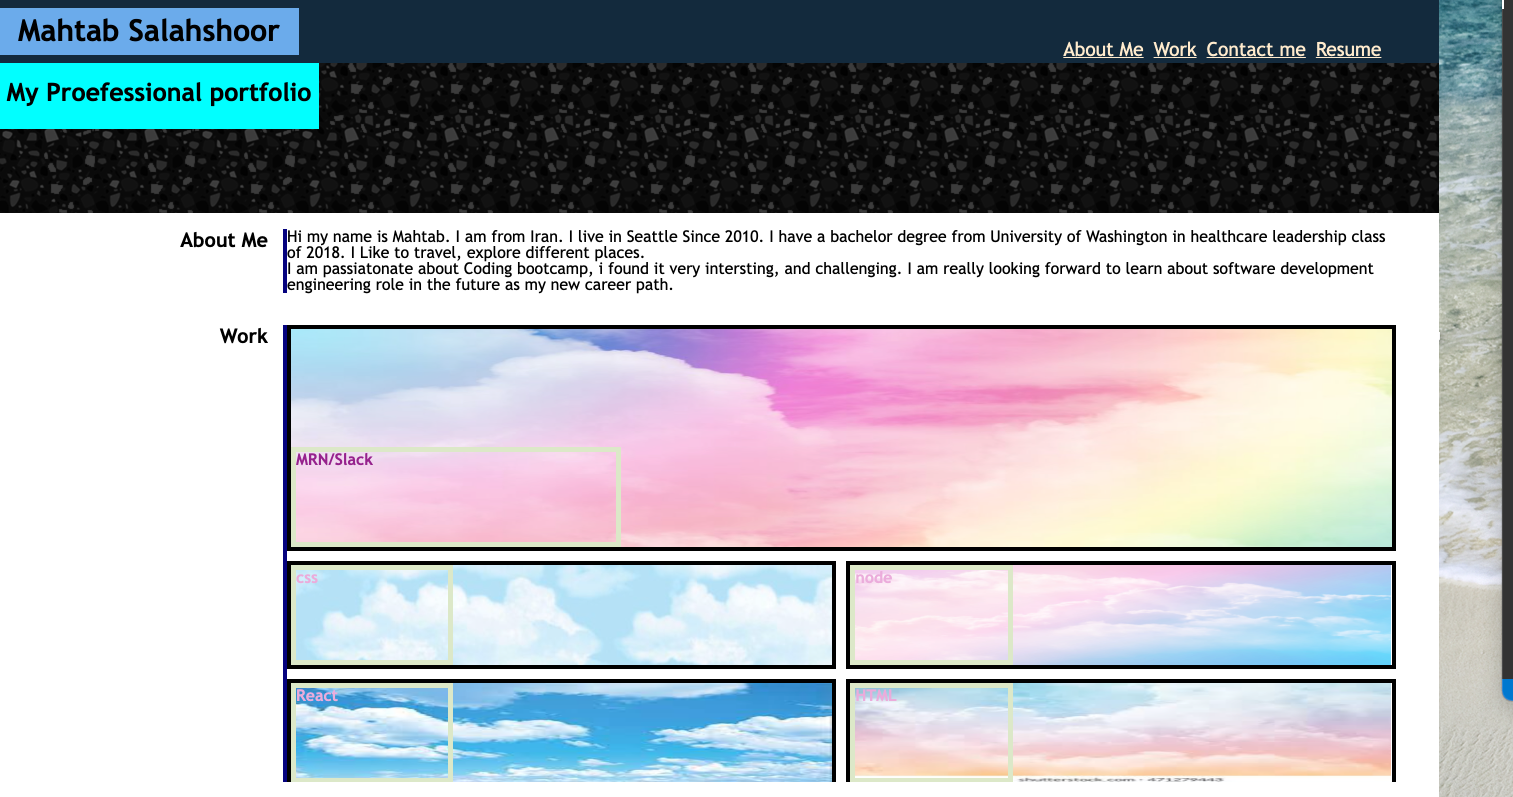 Mahtab Salahshoor
About Me Work Contact me Resume
My Proefessional portfolio
About Me
Hi my name is Mahtab. I am from Iran. I live in Seattle Since 2010. I have a bachelor degree from University of Washington in healthcare leadership class
of 2018. I Like to travel, explore different places.
I am passiatonate about Coding bootcamp, i found it very intersting, and challenging. I am really looking forward to learn about software development
engineering role in the future as my new career path.
Work
MRN/Slack
css
node
React
HTML
shutterstock.com · 471279443